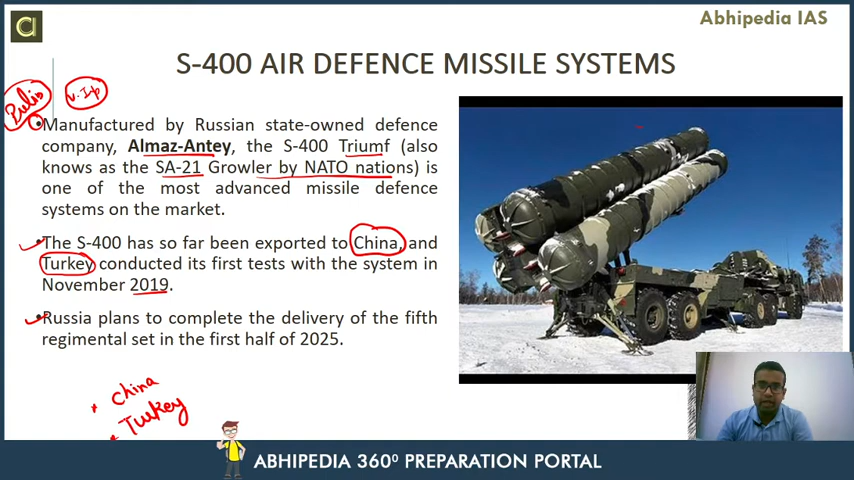 Abhipedia IAS
S-400 AIR DEFENCE MISSILE SYSTEMS
Prelis
V. Imp
•Manufactured by Russian state-owned defence
company, Almaz-Antey, the S-400 Triumf (also
known as the SA-21 Growler by NATO nations) is
one of the most advanced missile defence
systems on the market.
•The S-400 has so far been exported to China, and
Turkey conducted its first tests with the system in
November 2019.
•Russia plans to complete the delivery of the fifth
regimental set in the first half of 2025.
* China
* Turkey
ABHIPEDIA 360⁰ PREPARATION PORTAL